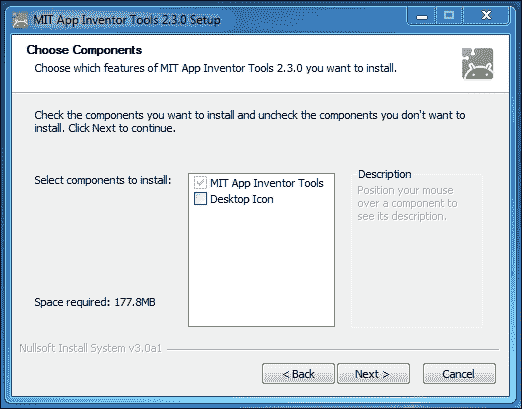 MIT App Inventor Tools 2.3.0 Setup
Choose Components
Choose which features of MIT App Inventor Tools 2.3.0 you want to install.
Check the components you want to install and uncheck the components you don't want to
install. Click Next to continue.
Select components to install:
MIT App Inventor Tools
Desktop Icon
Description
Position your mouse
over a component to
see its description.
Space required: 177.8MB
Nullsoft Install System v3.0a1
< Back
Next >
Cancel